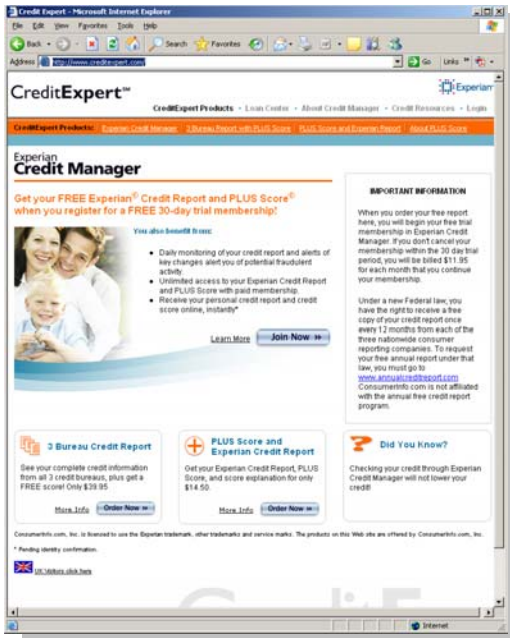 Credit Expert - Microsoft Internet Explorer
File Edit View Favorites Tools Help
Back Search Favorites
Address http://www.creditexpert.com/ Go Links
CreditExpert℠ Experian
CreditExpert Products • Loan Center • About Credit Manager • Credit Resources • Login
CreditExpert Products: Experian Credit Manager 3 Bureau Report with PLUS Score PLUS Score and Experian Report About PLUS Score
Experian
Credit Manager
Get your FREE Experian® Credit Report and PLUS Score®
when you register for a FREE 30-day trial membership!
You also benefit from:
• Daily monitoring of your credit report and alerts of
key changes alert you of potential fraudulent
activity
• Unlimited access to your Experian Credit Report
and PLUS Score with paid membership.
• Receive your personal credit report and credit
score online, instantly*
Learn More Join Now »
IMPORTANT INFORMATION
When you order your free report
here, you will begin your free trial
membership in Experian Credit
Manager. If you don't cancel your
membership within the 30 day trial
period, you will be billed $11.95
for each month that you continue
your membership.
Under a new Federal law, you
have the right to receive a free
copy of your credit report once
every 12 months from each of the
three nationwide consumer
reporting companies. To request
your free annual report under that
law, you must go to
www.annualcreditreport.com
ConsumerInfo.com is not affiliated
with the annual free credit report
program.
3 Bureau Credit Report
See your complete credit information
from all 3 credit bureaus, plus get a
FREE score! Only $39.95
More Info Order Now »
PLUS Score and
Experian Credit Report
Get your Experian Credit Report, PLUS
Score, and score explanation for only
$14.50.
More Info Order Now »
Did You Know?
Checking your credit through Experian
Credit Manager will not lower your
credit!
ConsumerInfo.com, Inc. is licensed to use the Experian trademark, other trademarks and service marks. The products on this Web site are offered by ConsumerInfo.com, Inc.
* Pending identity confirmation.
UK Visitors click here
Internet